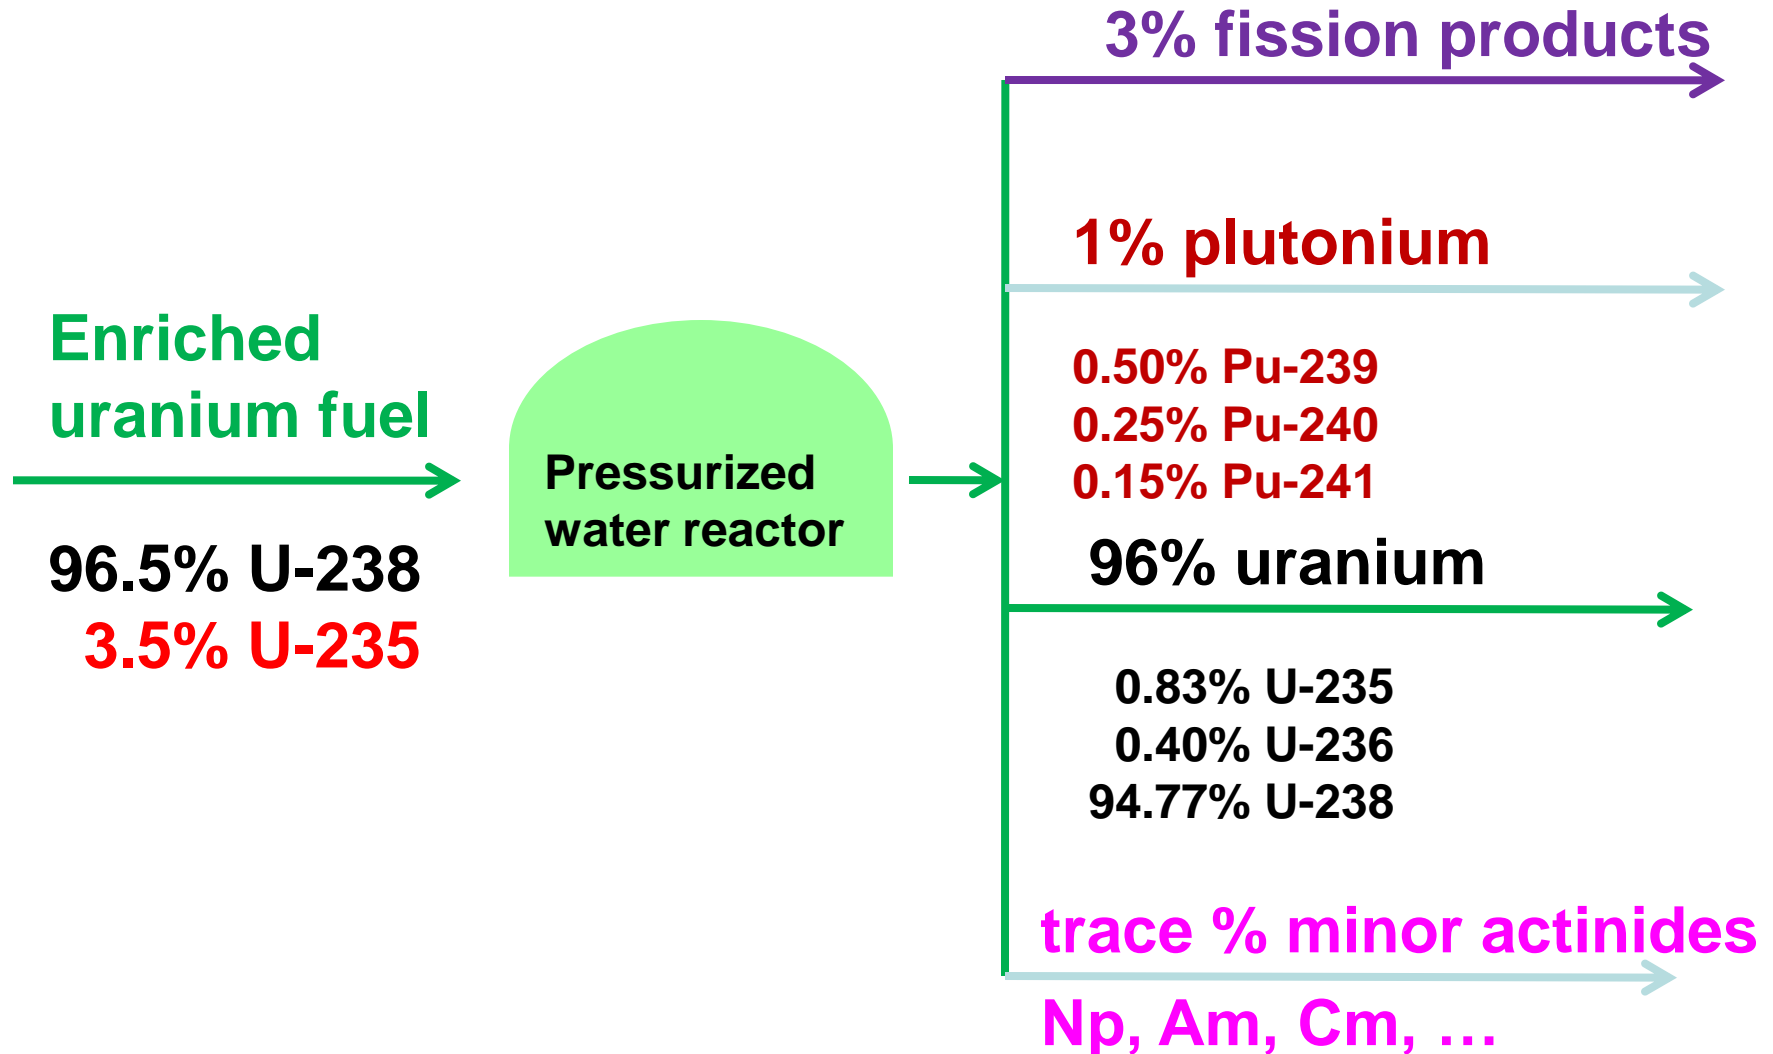 3% fission products
1% plutonium
Enriched
uranium fuel
0.50% Pu-239
0.25% Pu-240
0.15% Pu-241
Pressurized
water reactor
96.5% U-238
3.5% U-235
96% uranium
0.83% U-235
0.40% U-236
94.77% U-238
trace % minor actinides
Np, Am, Cm, …